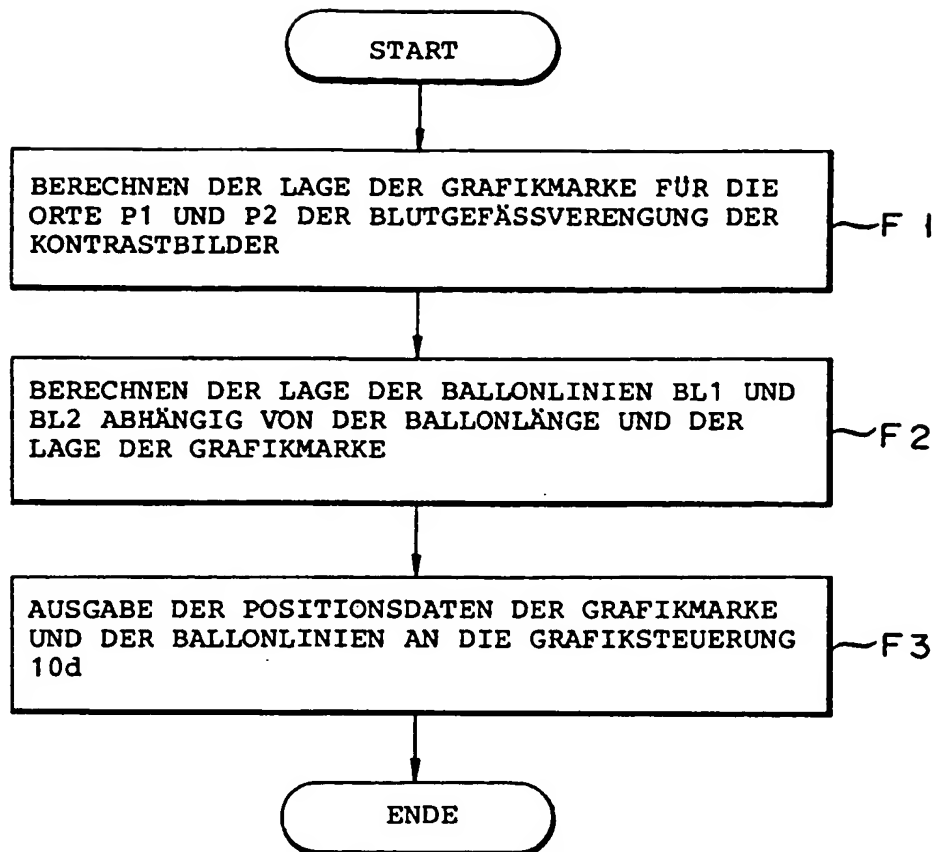 START
BERECHNEN DER LAGE DER GRAFIKMARKE FÜR DIE
ORTE P1 UND P2 DER BLUTGEFÄSSVERENGUNG DER
KONTRASTBILDER
F 1
BERECHNEN DER LAGE DER BALLONLINIEN BL1 UND
BL2 ABHÄNGIG VON DER BALLONLÄNGE UND DER
LAGE DER GRAFIKMARKE
F 2
AUSGABE DER POSITIONSDATEN DER GRAFIKMARKE
UND DER BALLONLINIEN AN DIE GRAFIKSTEUERUNG
10d
F 3
ENDE